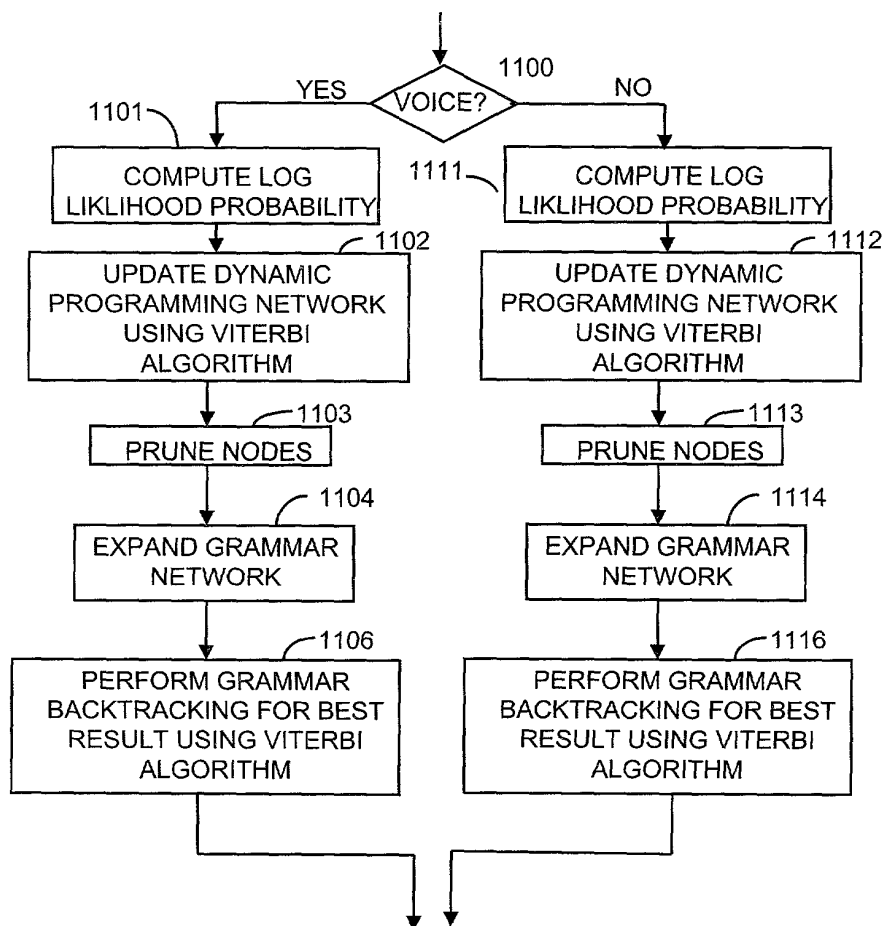 1100
YES
VOICE?
NO
1101
COMPUTE LOG
LIKLIHOOD PROBABILITY
1111
COMPUTE LOG
LIKLIHOOD PROBABILITY
1102
UPDATE DYNAMIC
PROGRAMMING NETWORK
USING VITERBI
ALGORITHM
1112
UPDATE DYNAMIC
PROGRAMMING NETWORK
USING VITERBI
ALGORITHM
1103
PRUNE NODES
1113
PRUNE NODES
1104
EXPAND GRAMMAR
NETWORK
1114
EXPAND GRAMMAR
NETWORK
1106
PERFORM GRAMMAR
BACKTRACKING FOR BEST
RESULT USING VITERBI
ALGORITHM
1116
PERFORM GRAMMAR
BACKTRACKING FOR BEST
RESULT USING VITERBI
ALGORITHM